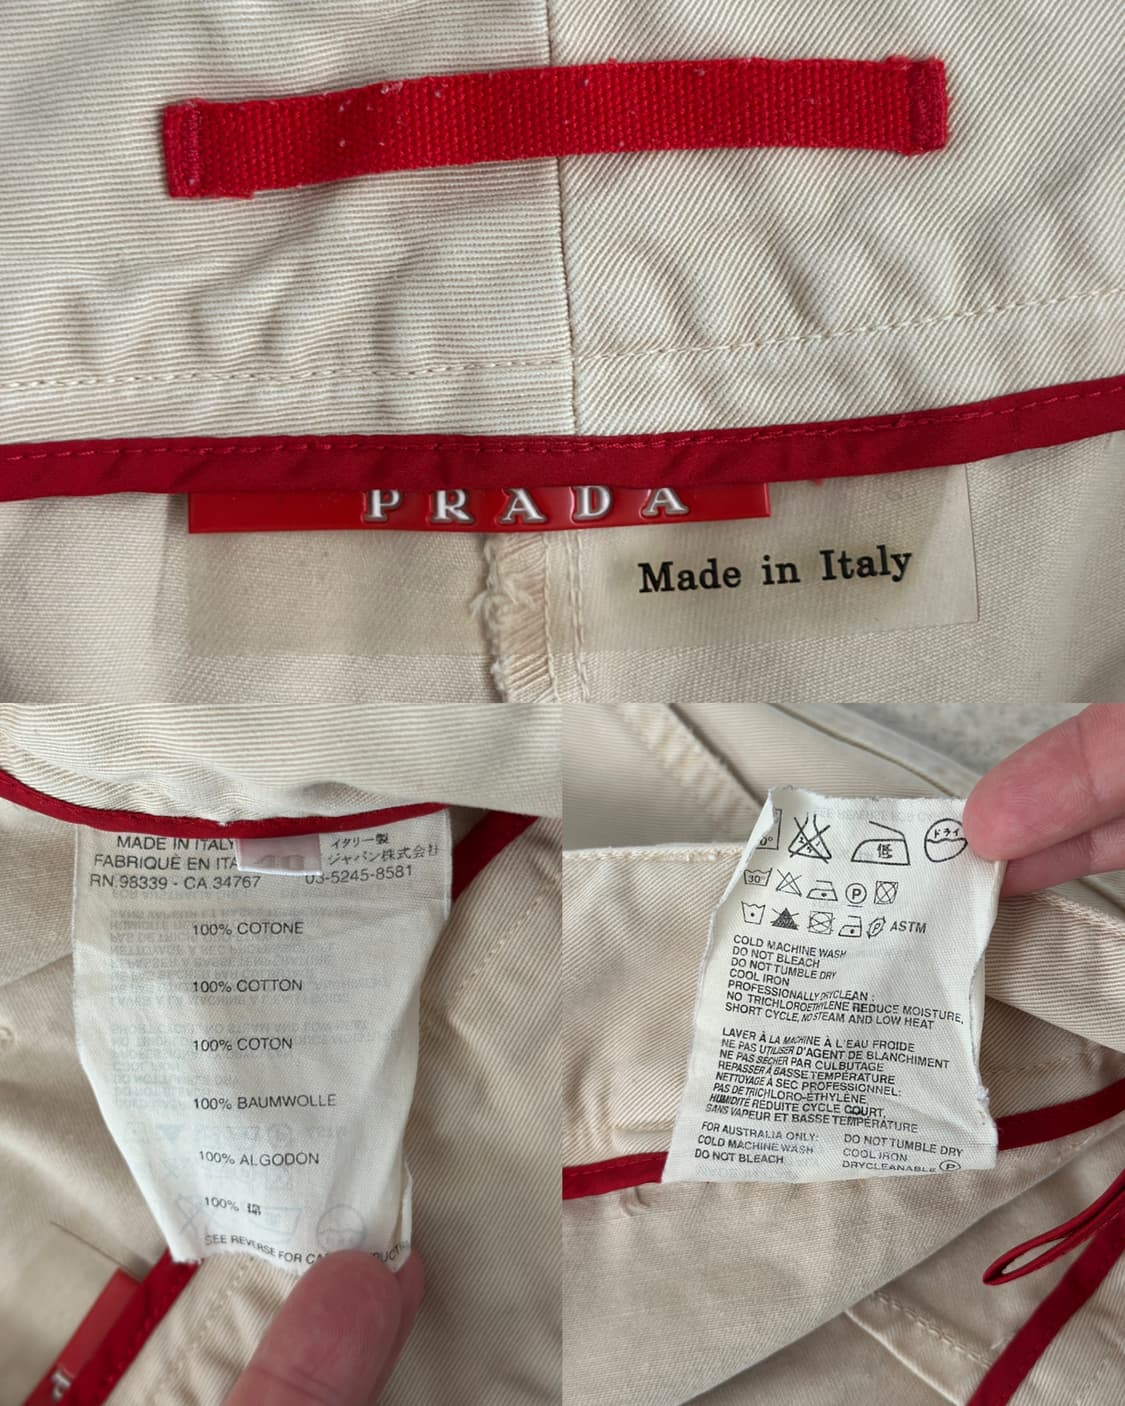 PRADA
Made in Italy
MADE IN ITALY
FABRIQUÉ EN ITA
RN.98339 - CA 34767
40
イタリー製
ジャパン株式会社
03-5245-8581
100% COTONE
100% COTTON
100% COTON
100% BAUMWOLLE
100% ALGODON
100% 綿
SEE REVERSE FOR
低
ドライ
30
P
P ASTM
COLD MACHINE WASH
DO NOT BLEACH
DO NOT TUMBLE DRY
COOL IRON
PROFESSIONALLY DRYCLEAN :
NO TRICHLOROETHYLENE REDUCE MOISTURE,
SHORT CYCLE, NO STEAM AND LOW HEAT
LAVER À LA MACHINE À L'EAU FROIDE
NE PAS UTILISER D'AGENT DE BLANCHIMENT
NE PAS SÉCHER PAR CULBUTAGE
REPASSER À BASSE TEMPÉRATURE
NETTOYAGE À SEC PROFESSIONNEL:
PAS DE TRICHLORO-ÉTHYLÈNE
HUMIDITÉ RÉDUITE CYCLE COURT,
SANS VAPEUR ET BASSE TEMPÉRATURE
FOR AUSTRALIA ONLY:
COLD MACHINE WASH
DO NOT BLEACH
DO NOT TUMBLE DRY
COOL IRON
DRYCLEANABLE P